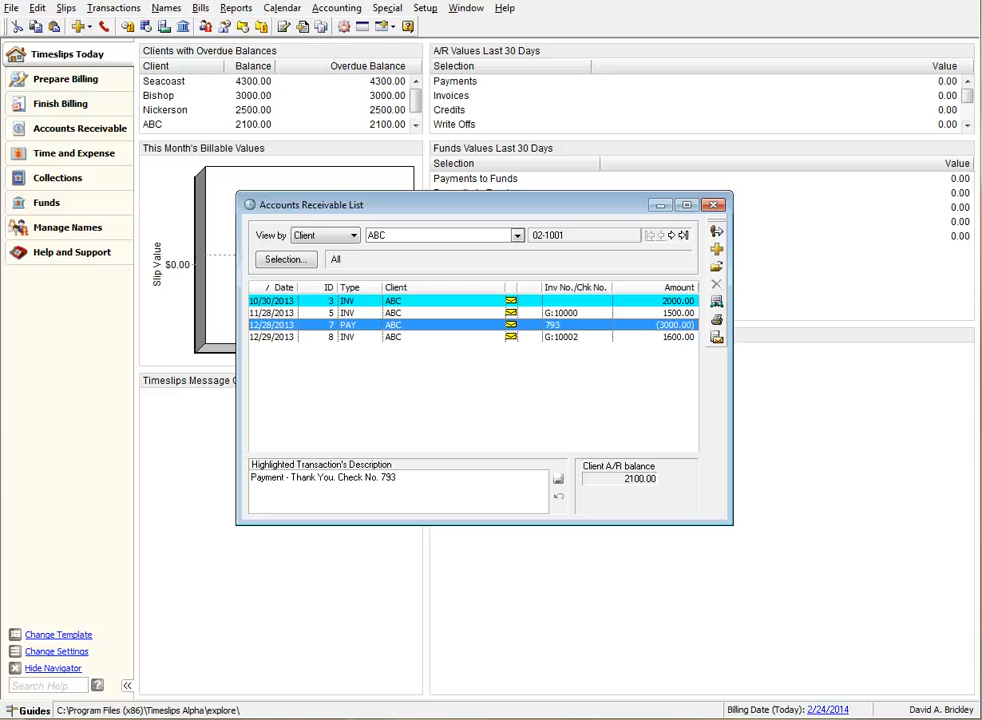 File Edit Slips Transactions Names Bills Reports Calendar Accounting Special Setup Window Help
Timeslips Today
Prepare Billing
Finish Billing
Accounts Receivable
Time and Expense
Collections
Funds
Manage Names
Help and Support
Clients with Overdue Balances
Client Balance Overdue Balance
Seacoast 4300.00 4300.00
Bishop 3000.00 3000.00
Nickerson 2500.00 2500.00
ABC 2100.00 2100.00
A/R Values Last 30 Days
Selection Value
Payments 0.00
Invoices 0.00
Credits 0.00
Write Offs 0.00
This Month's Billable Values
Slip Value
$0.00
Funds Values Last 30 Days
Selection Value
Payments to Funds 0.00
0.00
0.00
0.00
0.00
Accounts Receivable List
View by Client ABC 02-1001
Selection... All
/ Date ID Type Client Inv No./Chk No. Amount
10/30/2013 3 INV ABC 2000.00
11/28/2013 5 INV ABC G:10000 1500.00
12/28/2013 7 PAY ABC 793 (3000.00)
12/29/2013 8 INV ABC G:10002 1600.00
Highlighted Transaction's Description
Payment - Thank You. Check No. 793
Client A/R balance
2100.00
Timeslips Message
Change Template
Change Settings
Hide Navigator
Search Help
Guides C:\Program Files (x86)\Timeslips Alpha\explore\ Billing Date (Today): 2/24/2014 David A. Brickley